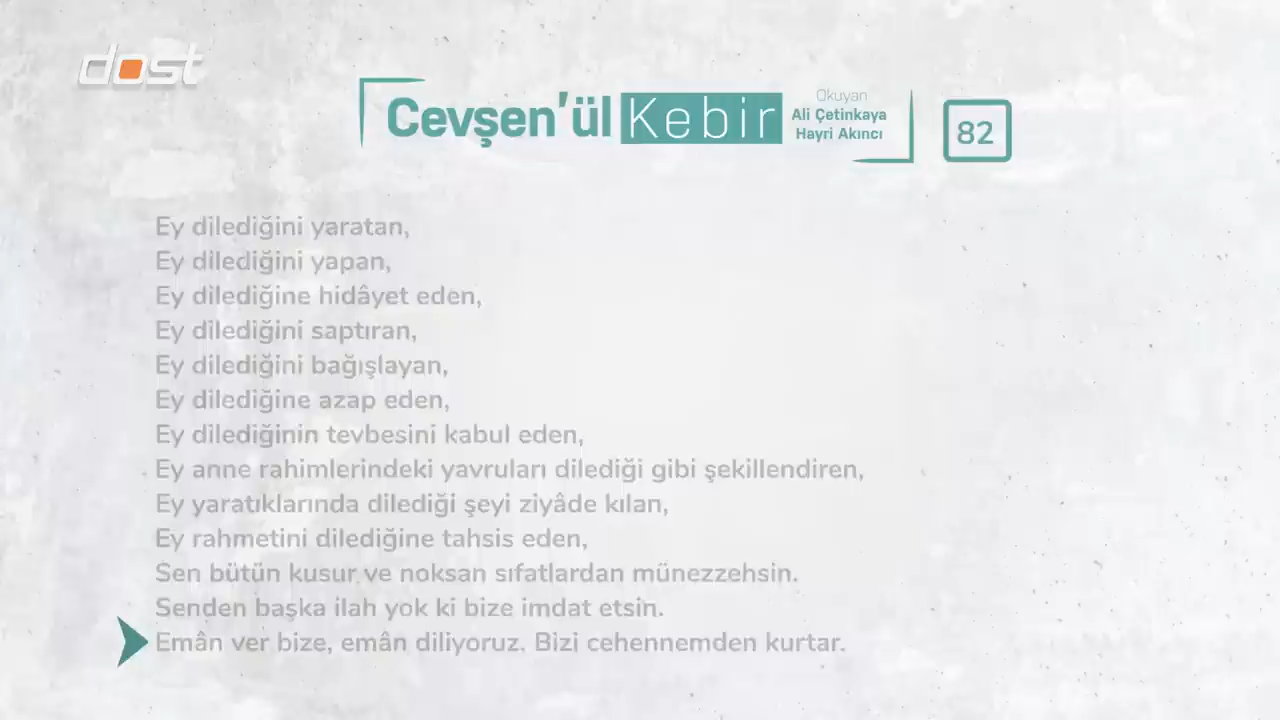 dost
Cevşen'ül Kebir
Okuyan
Ali Çetinkaya
Hayri Akıncı
82
Ey dilediğini yaratan,
Ey dilediğini yapan,
Ey dilediğine hidâyet eden,
Ey dilediğini saptıran,
Ey dilediğini bağışlayan,
Ey dilediğine azap eden,
Ey dilediğinin tevbesini kabul eden,
Ey anne rahimlerindeki yavruları dilediği gibi şekillendiren,
Ey yaratıklarında dilediği şeyi ziyâde kılan,
Ey rahmetini dilediğine tahsis eden,
Sen bütün kusur ve noksan sıfatlardan münezzehsin.
Senden başka ilah yok ki bize imdat etsin.
Emân ver bize, emân diliyoruz. Bizi cehennemden kurtar.